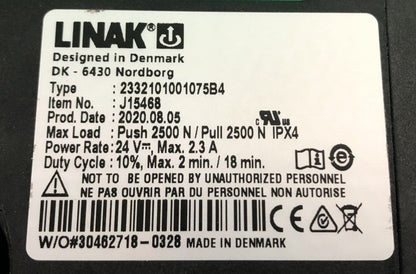 LINAK
Designed in Denmark
DK - 6430 Nordborg
Type : 2332101001075B4
Item No. : J15468
Prod. Date : 2020.08.05
Max Load : Push 2500 N / Pull 2500 N IPX4
Power Rate : 24 V⎓, Max. 2.3 A
Duty Cycle : 10%, Max. 2 min. / 18 min.
NOT TO BE OPENED BY UNAUTHORIZED PERSONNEL
NE PAS OUVRIR PAR DU PERSONNEL NON AUTORISE
W/O#30462718-0328 MADE IN DENMARK